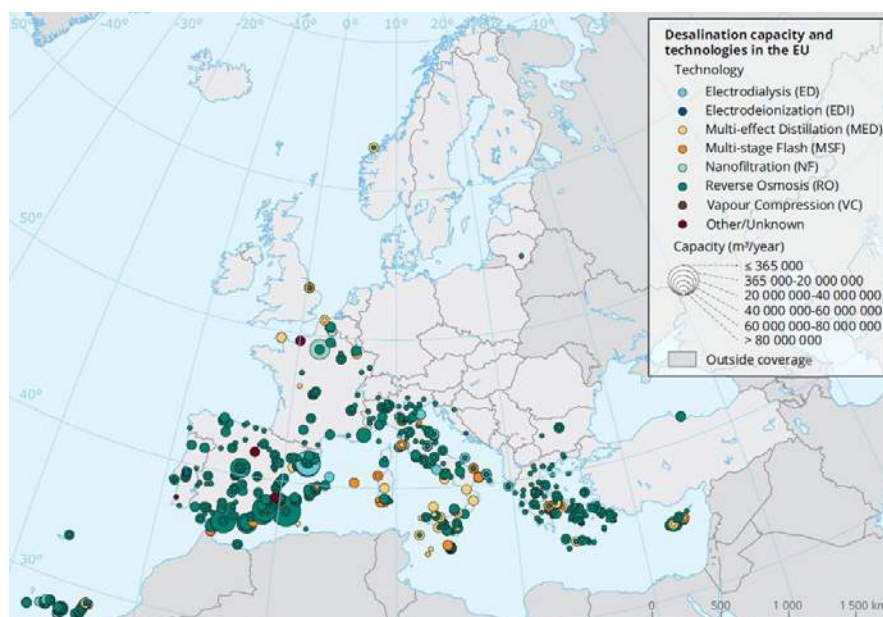 -30°
-20°
-10°
0°
10°
20°
30°
40°
50°
Desalination capacity and
technologies in the EU
Technology
Electrodialysis (ED)
Electrodeionization (EDI)
Multi-effect Distillation (MED)
Multi-stage Flash (MSF)
Nanofiltration (NF)
Reverse Osmosis (RO)
Vapour Compression (VC)
Other/Unknown
Capacity (m³/year)
≤ 365 000
365 000-20 000 000
20 000 000-40 000 000
40 000 000-60 000 000
60 000 000-80 000 000
> 80 000 000
Outside coverage
50°
40°
30°
0°
10°
20°
30°
40°
0
500
1 000
1 500 km